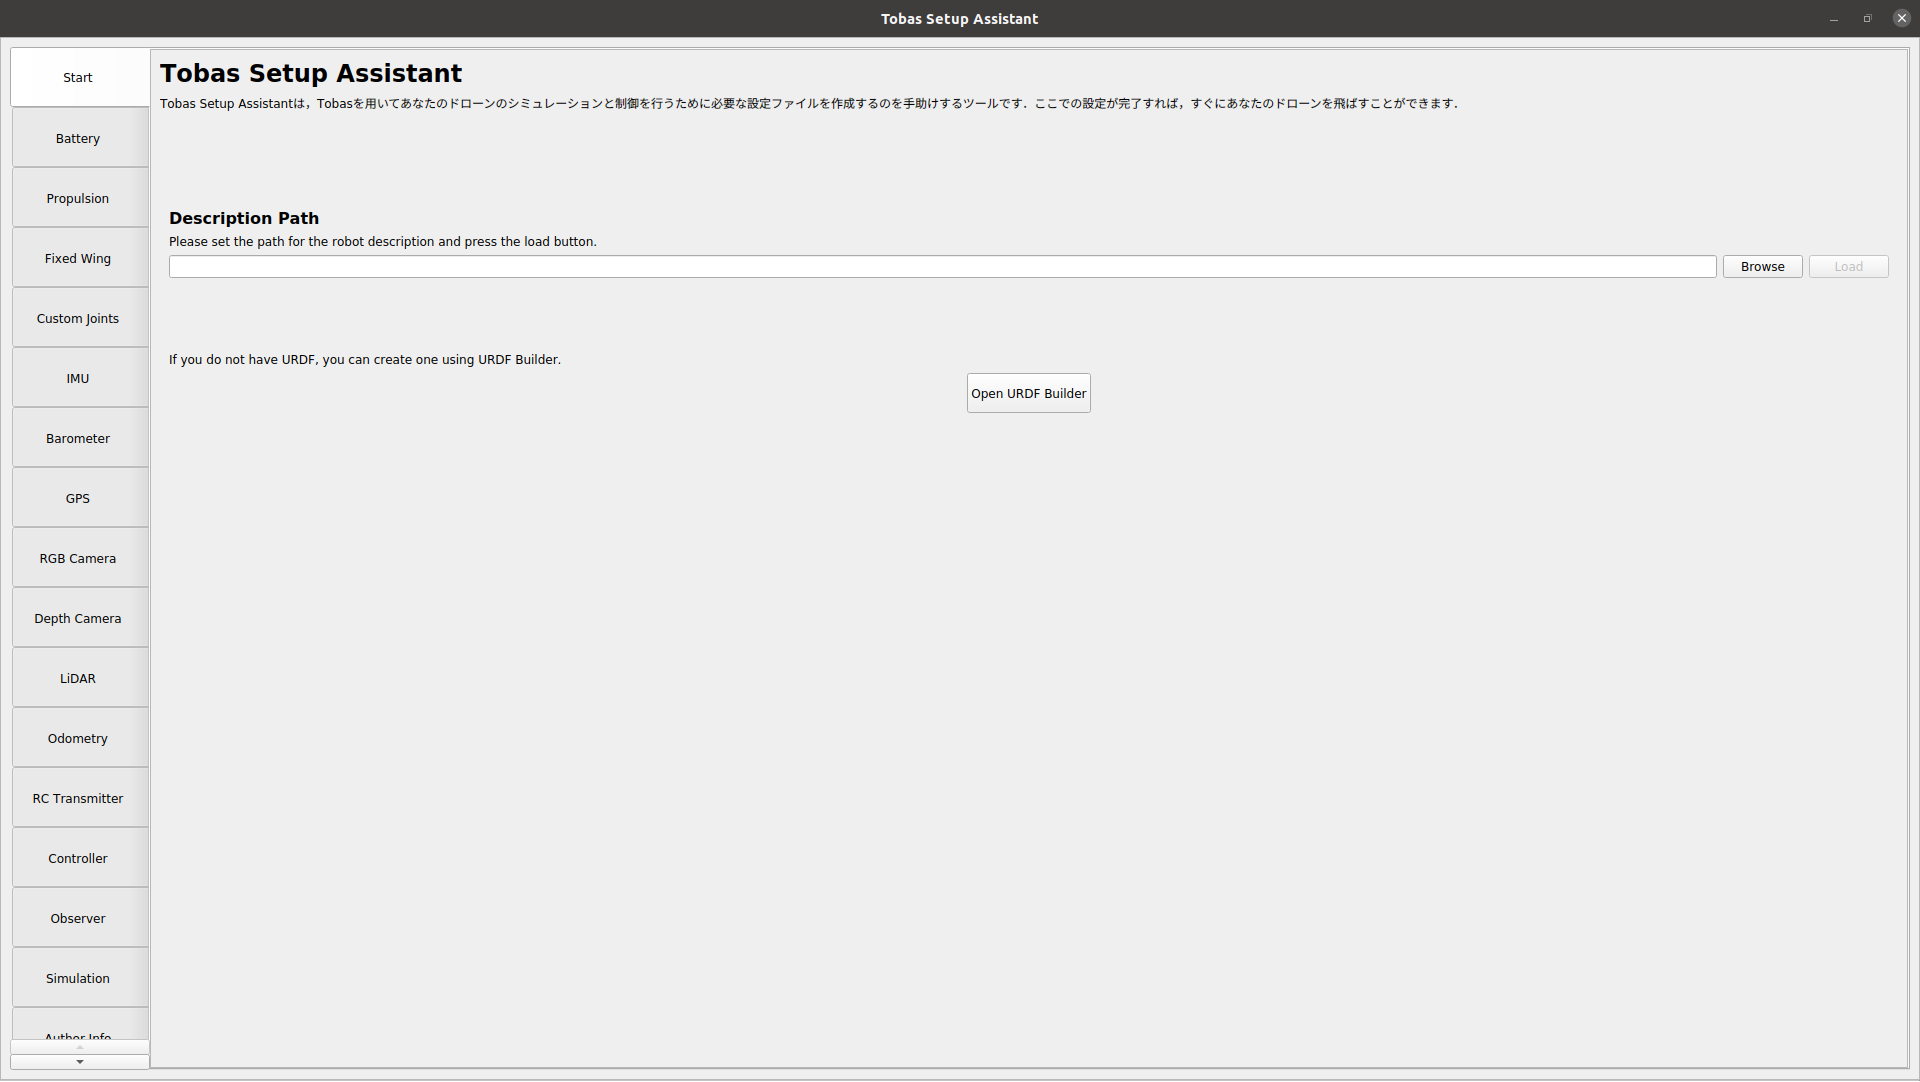 Tobas Setup Assistant
Start
Battery
Propulsion
Fixed Wing
Custom Joints
IMU
Barometer
GPS
RGB Camera
Depth Camera
LiDAR
Odometry
RC Transmitter
Controller
Observer
Simulation
Author Info
Tobas Setup Assistant
Tobas Setup Assistantは，Tobasを用いてあなたのドローンのシミュレーションと制御を行うために必要な設定ファイルを作成するのを手助けするツールです．ここでの設定が完了すれば，すぐにあなたのドローンを飛ばすことができます．
Description Path
Please set the path for the robot description and press the load button.
Browse
Load
If you do not have URDF, you can create one using URDF Builder.
Open URDF Builder